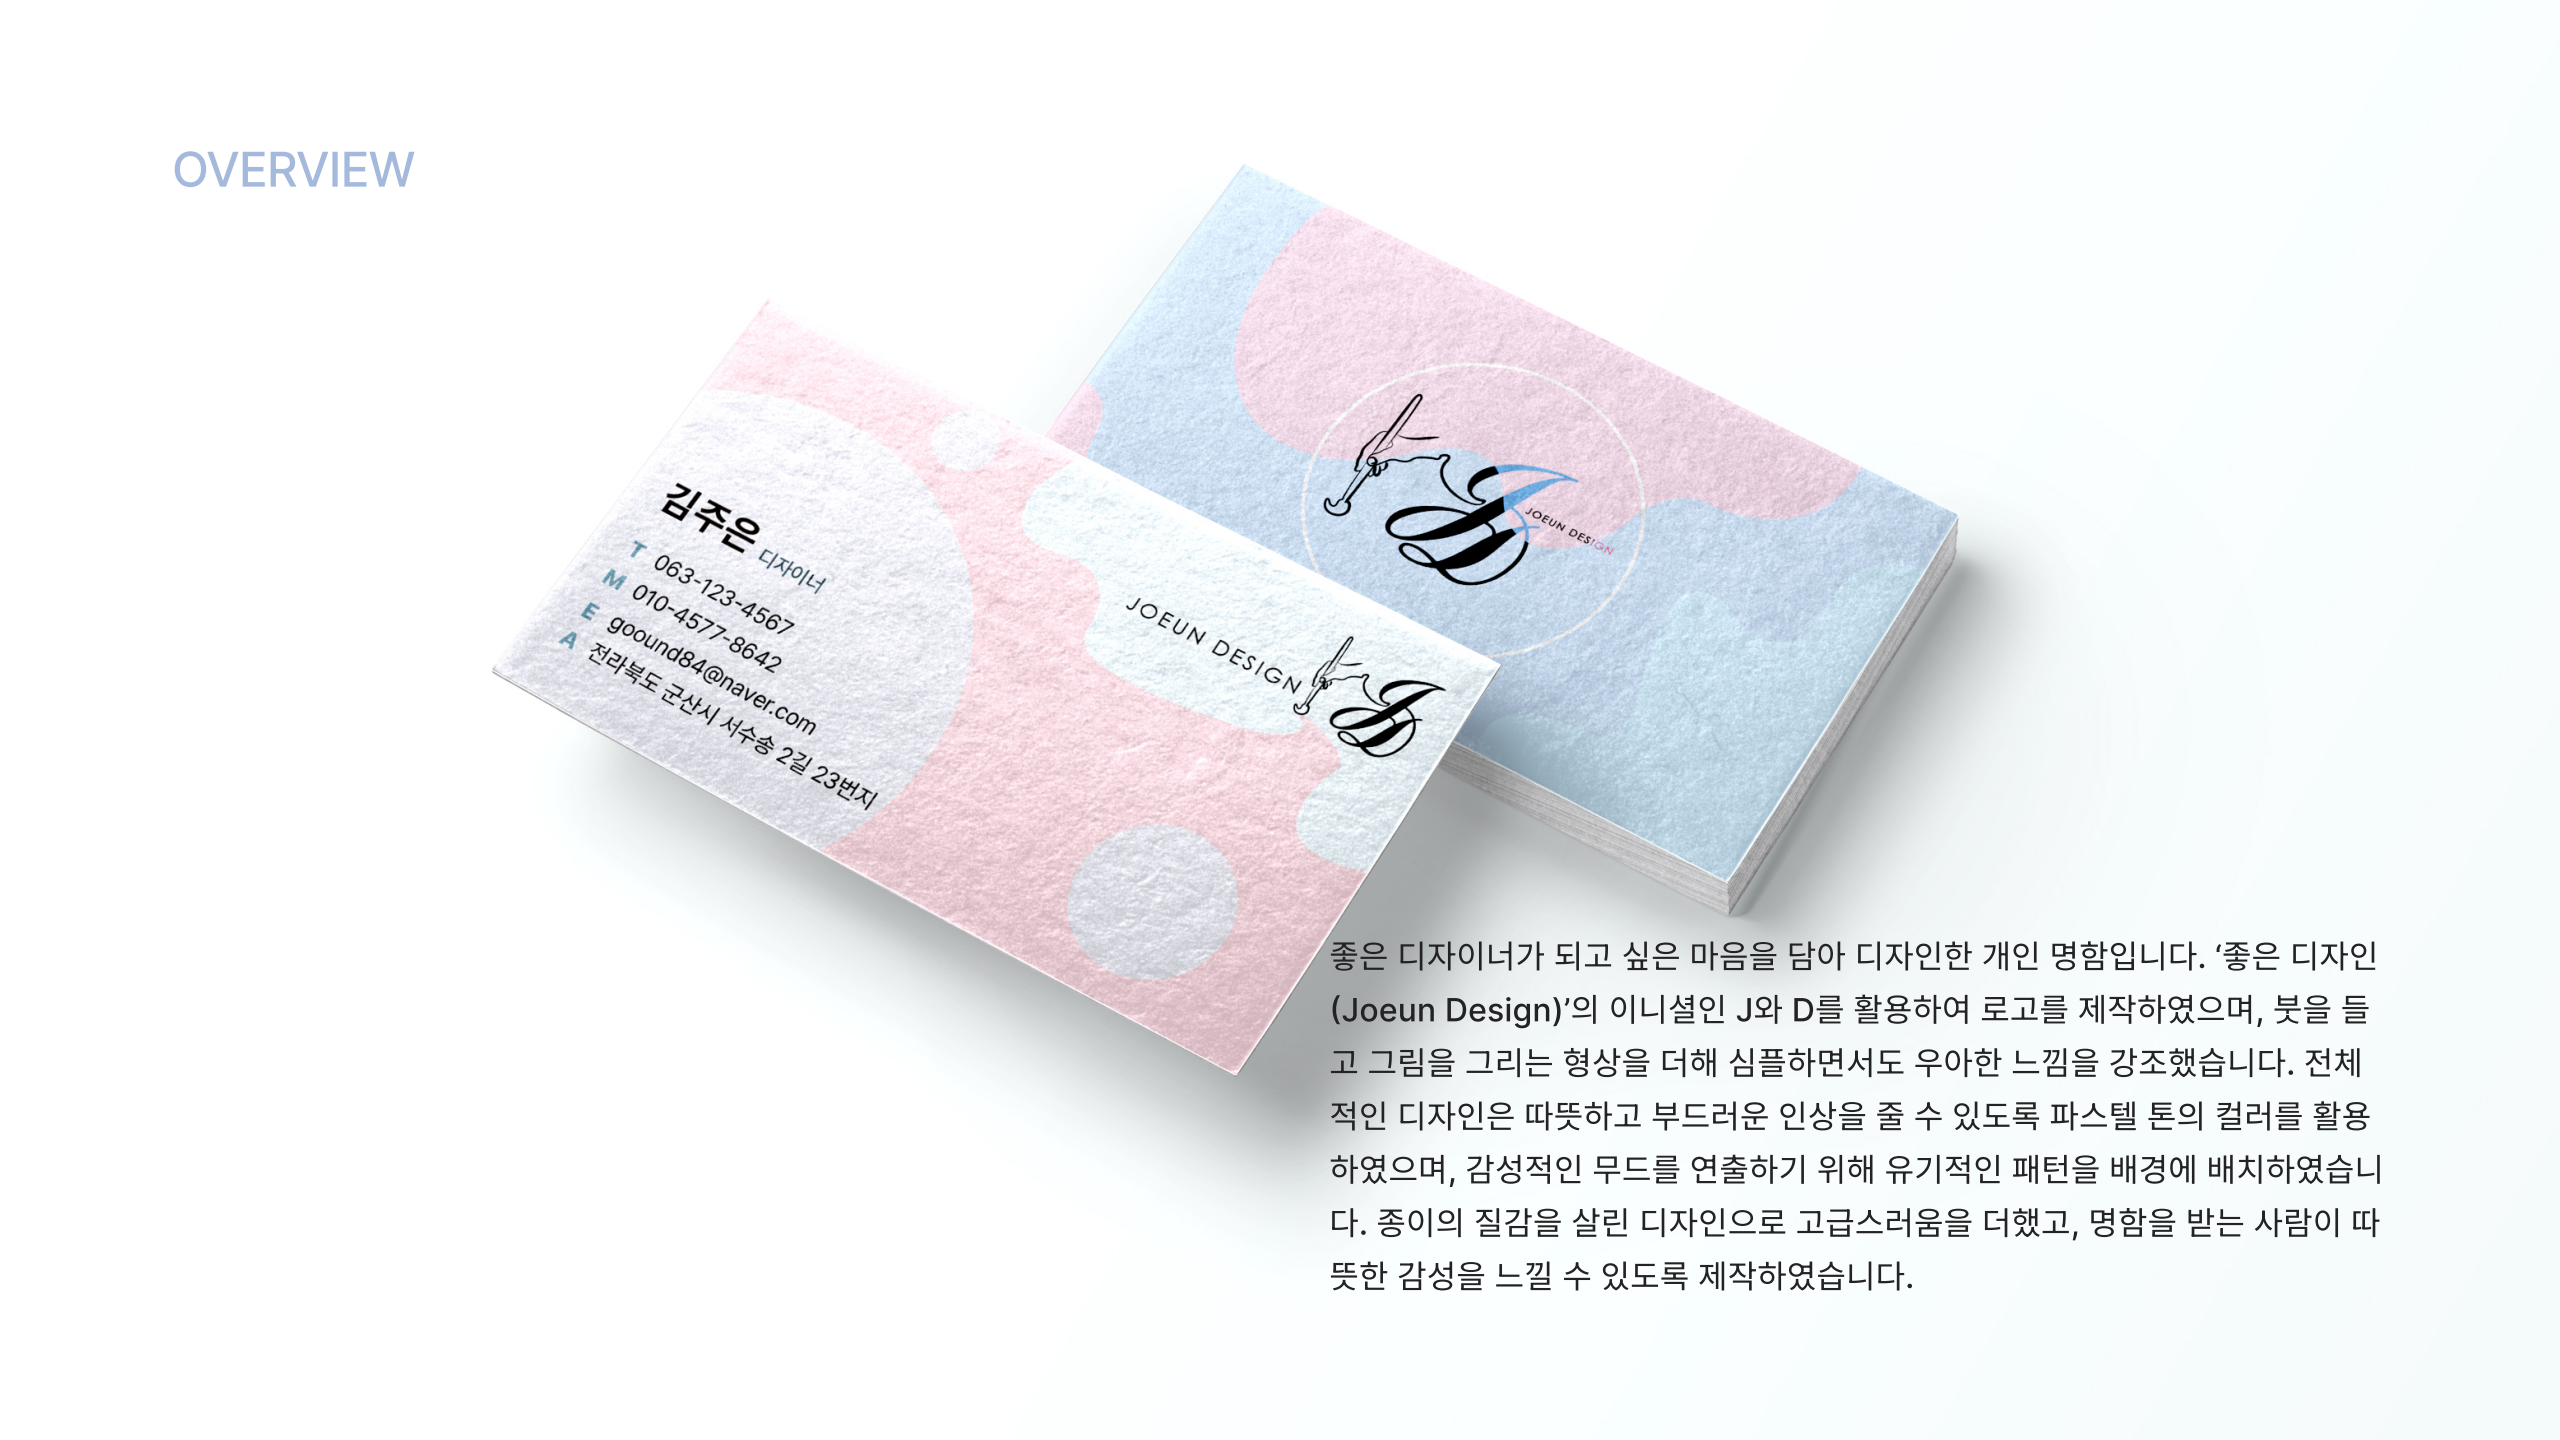 OVERVIEW
김주은 디자이너
T 063-123-4567
M 010-4577-8642
E goound84@naver.com
A 전라북도 군산시 서수송 2길 23번지
JOEUN DESIGN
JD
JD
JOEUN DESIGN
좋은 디자이너가 되고 싶은 마음을 담아 디자인한 개인 명함입니다. ‘좋은 디자인
(Joeun Design)’의 이니셜인 J와 D를 활용하여 로고를 제작하였으며, 붓을 들
고 그림을 그리는 형상을 더해 심플하면서도 우아한 느낌을 강조했습니다. 전체
적인 디자인은 따뜻하고 부드러운 인상을 줄 수 있도록 파스텔 톤의 컬러를 활용
하였으며, 감성적인 무드를 연출하기 위해 유기적인 패턴을 배경에 배치하였습니
다. 종이의 질감을 살린 디자인으로 고급스러움을 더했고, 명함을 받는 사람이 따
뜻한 감성을 느낄 수 있도록 제작하였습니다.